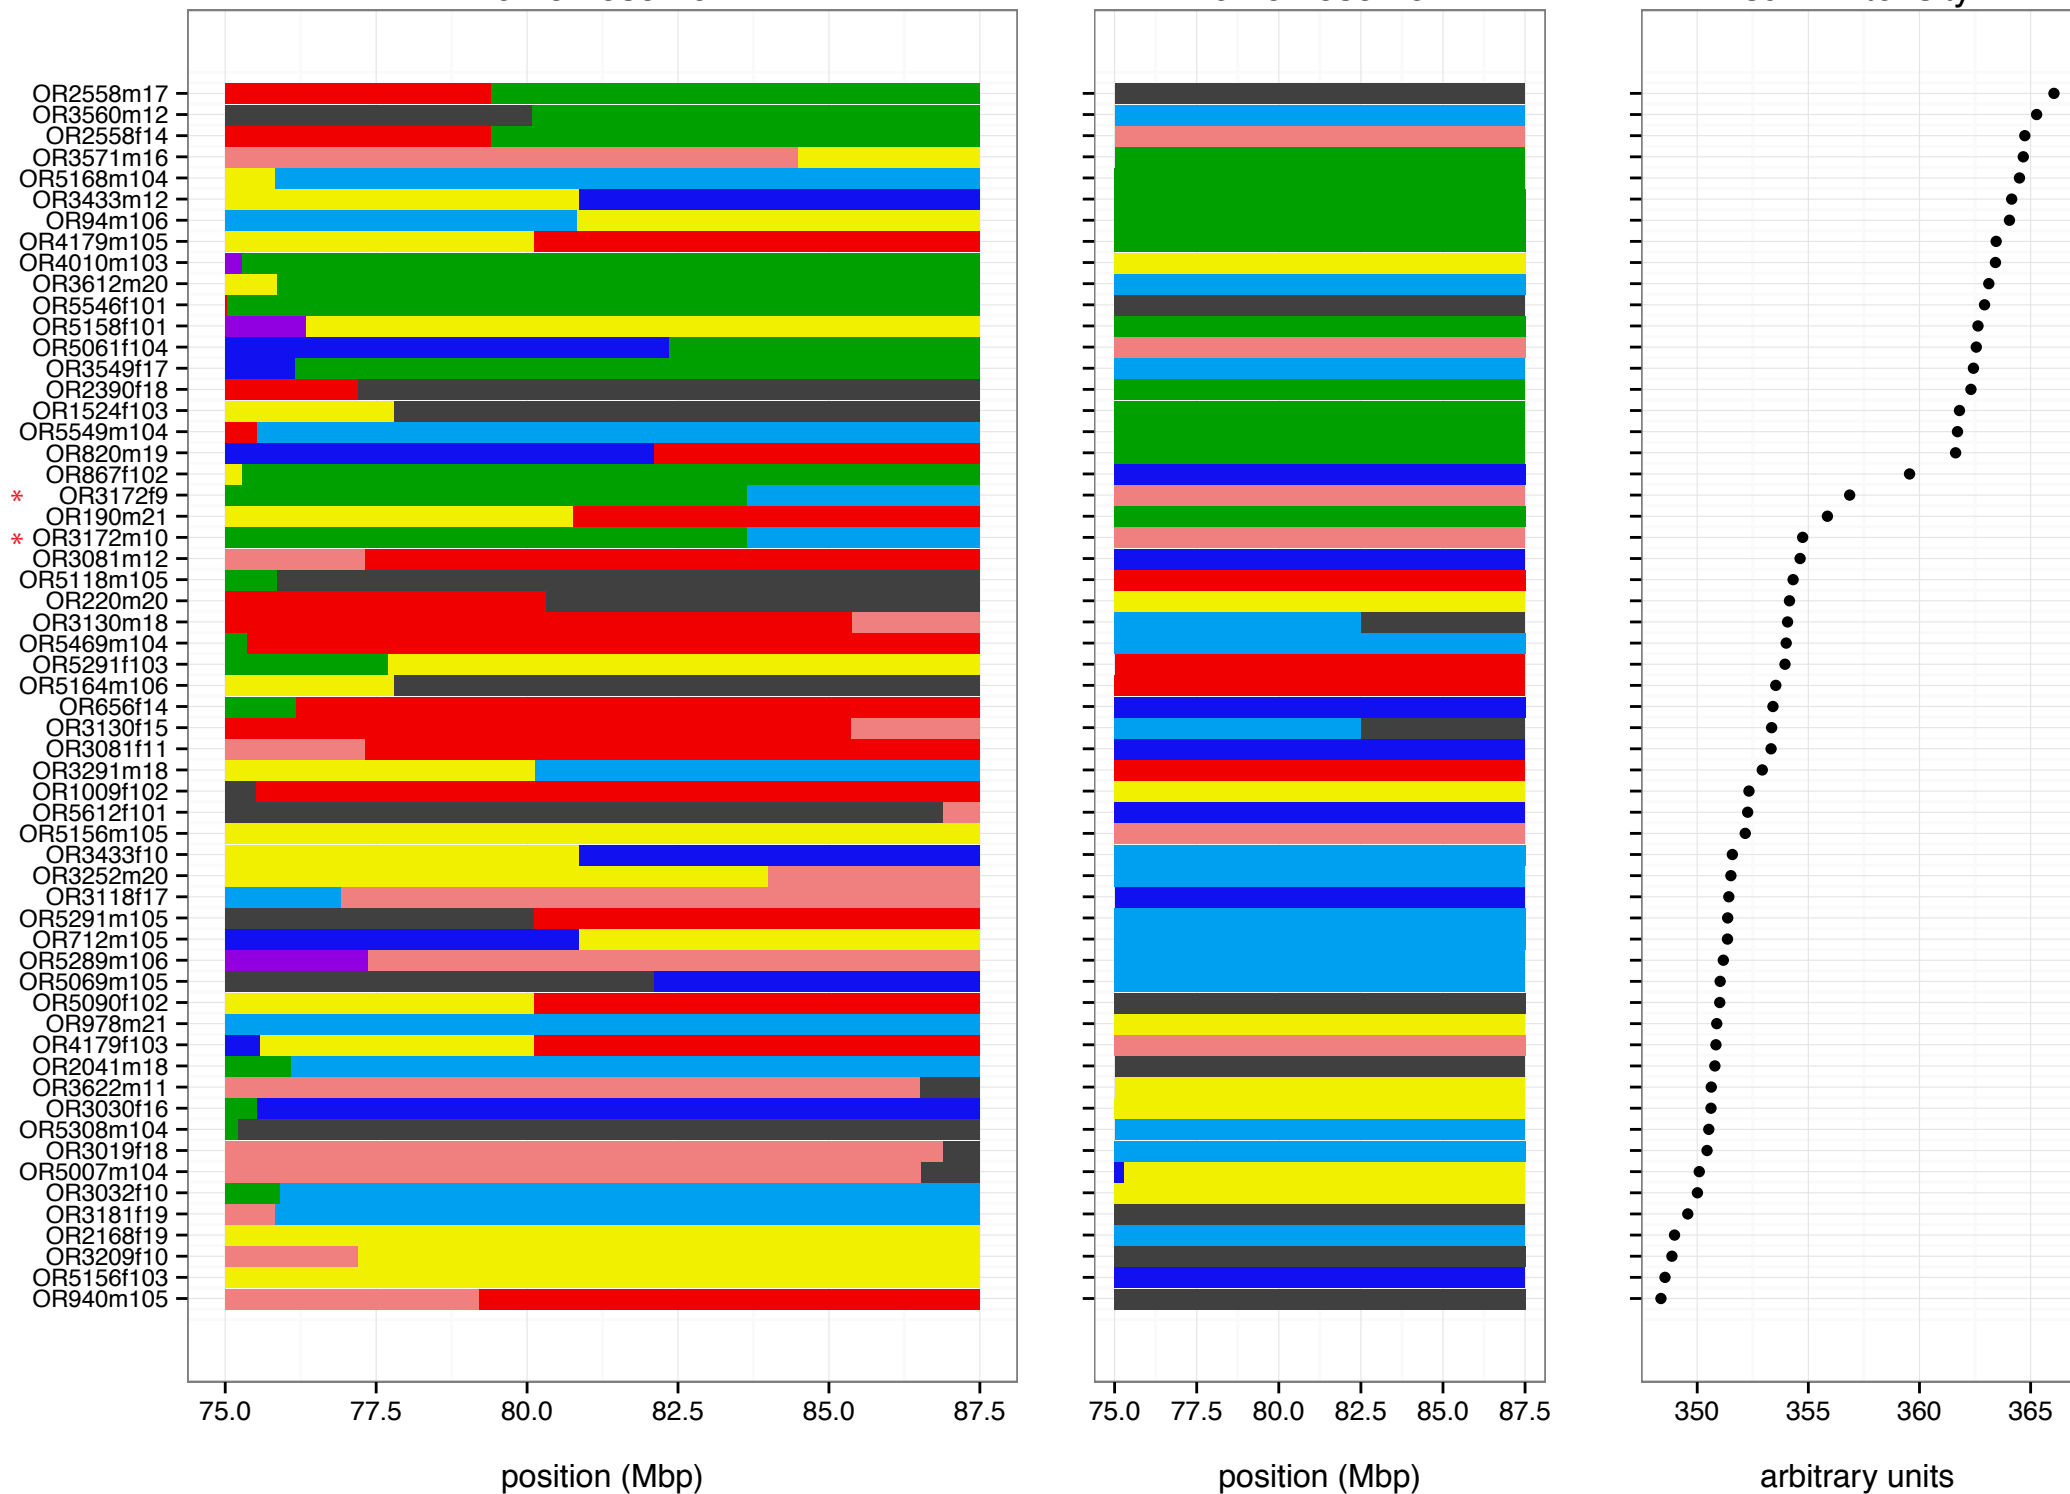 OR2558m17
OR3560m12
OR2558f14
OR3571m16
OR5168m104
OR3433m12
OR94m106
OR4179m105
OR4010m103
OR3612m20
OR5546f101
OR5158f101
OR5061f104
OR3549f17
OR2390f18
OR1524f103
OR5549m104
OR820m19
OR867f102
* OR3172f9
OR190m21
* OR3172m10
OR3081m12
OR5118m105
OR220m20
OR3130m18
OR5469m104
OR5291f103
OR5164m106
OR656f14
OR3130f15
OR3081f11
OR3291m18
OR1009f102
OR5612f101
OR5156m105
OR3433f10
OR3252m20
OR3118f17
OR5291m105
OR712m105
OR5289m106
OR5069m105
OR5090f102
OR978m21
OR4179f103
OR2041m18
OR3622m11
OR3030f16
OR5308m104
OR3019f18
OR5007m104
OR3032f10
OR3181f19
OR2168f19
OR3209f10
OR5156f103
OR940m105
75.0 77.5 80.0 82.5 85.0 87.5
position (Mbp)
75.0 77.5 80.0 82.5 85.0 87.5
position (Mbp)
350 355 360 365
arbitrary units